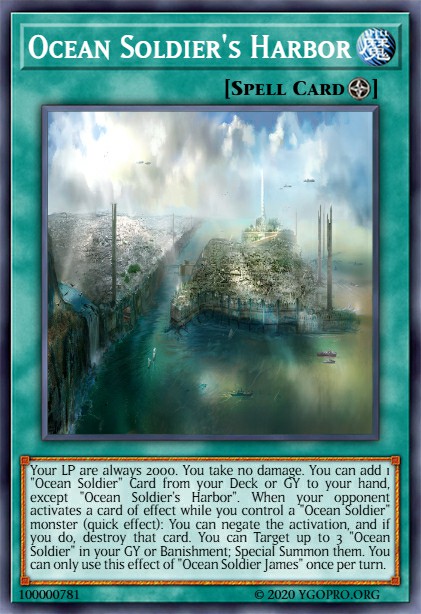 Ocean Soldier's Harbor
[Spell Card]
Your LP are always 2000. You take no damage. You can add 1
"Ocean Soldier" Card from your Deck or GY to your hand,
except "Ocean Soldier's Harbor". When your opponent
activates a card of effect while you control a "Ocean Soldier"
monster (quick effect): You can negate the activation, and if
you do, destroy that card. You can Target up to 3 "Ocean
Soldier" in your GY or Banishment; Special Summon them. You
can only use this effect of "Ocean Soldier James" once per turn.
100000781
© 2020 YGOPRO.ORG